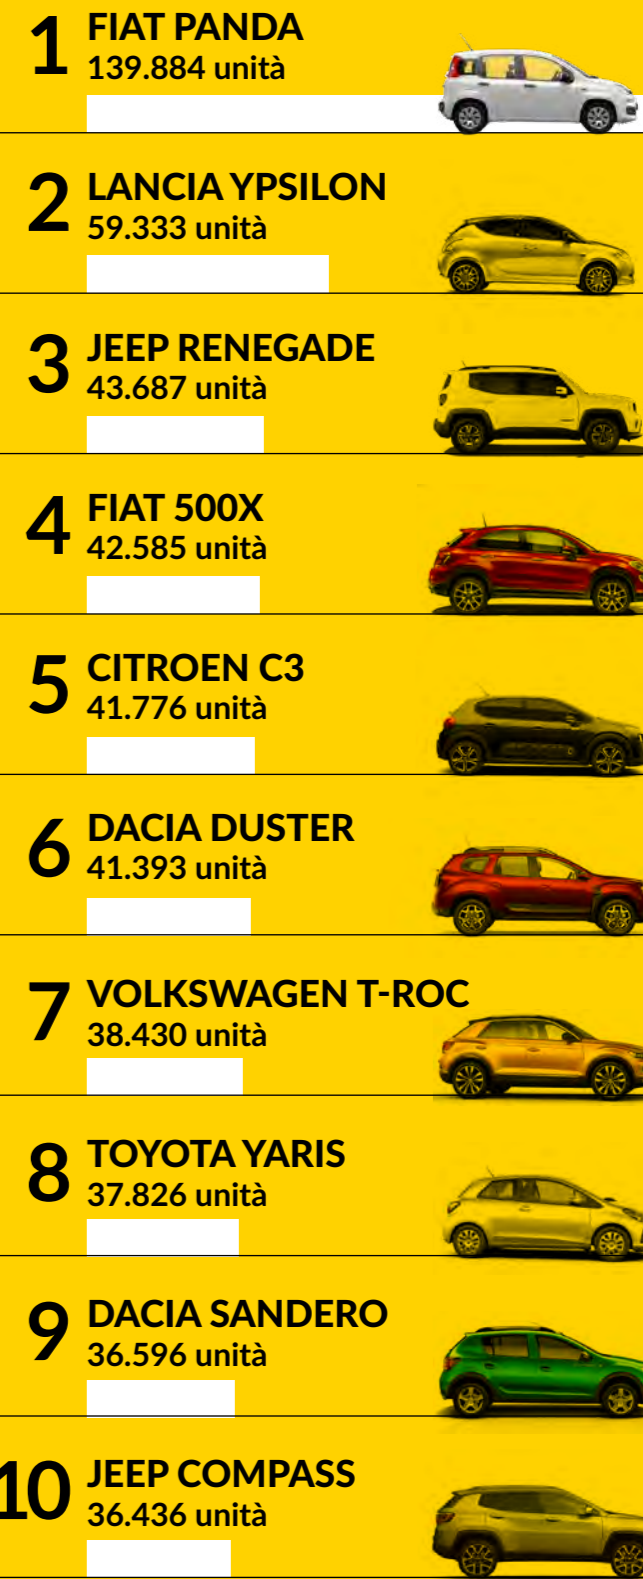 1
FIAT PANDA
139.884 unità
2
LANCIA YPSILON
59.333 unità
3
JEEP RENEGADE
43.687 unità
4
FIAT 500X
42.585 unità
5
CITROEN C3
41.776 unità
6
DACIA DUSTER
41.393 unità
7
VOLKSWAGEN T-ROC
38.430 unità
8
TOYOTA YARIS
37.826 unità
9
DACIA SANDERO
36.596 unità
10
JEEP COMPASS
36.436 unità